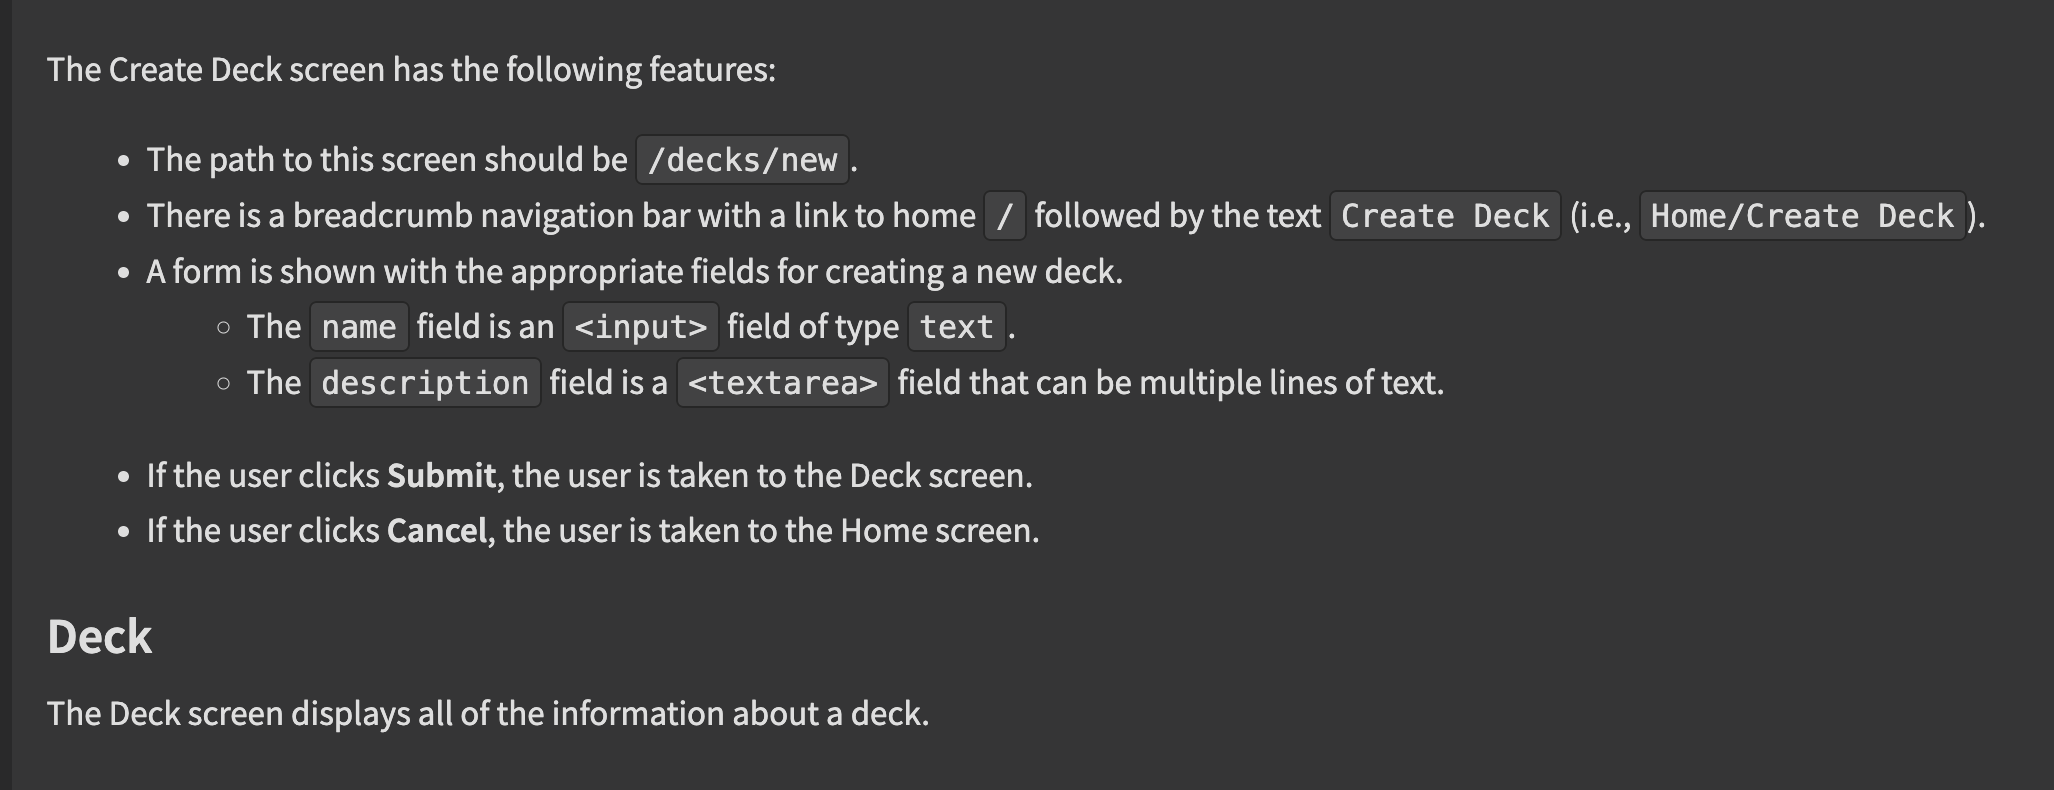 The Create Deck screen has the following features:
• The path to this screen should be /decks/new.
• There is a breadcrumb navigation bar with a link to home / followed by the text Create Deck (i.e., Home/Create Deck).
• A form is shown with the appropriate fields for creating a new deck.
○ The name field is an <input> field of type text.
○ The description field is a <textarea> field that can be multiple lines of text.
• If the user clicks Submit, the user is taken to the Deck screen.
• If the user clicks Cancel, the user is taken to the Home screen.
Deck
The Deck screen displays all of the information about a deck.